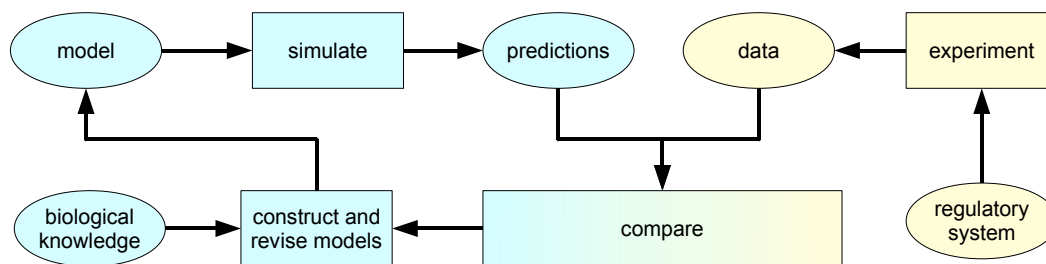 model
simulate
predictions
data
experiment
biological
knowledge
construct and
revise models
compare
regulatory
system